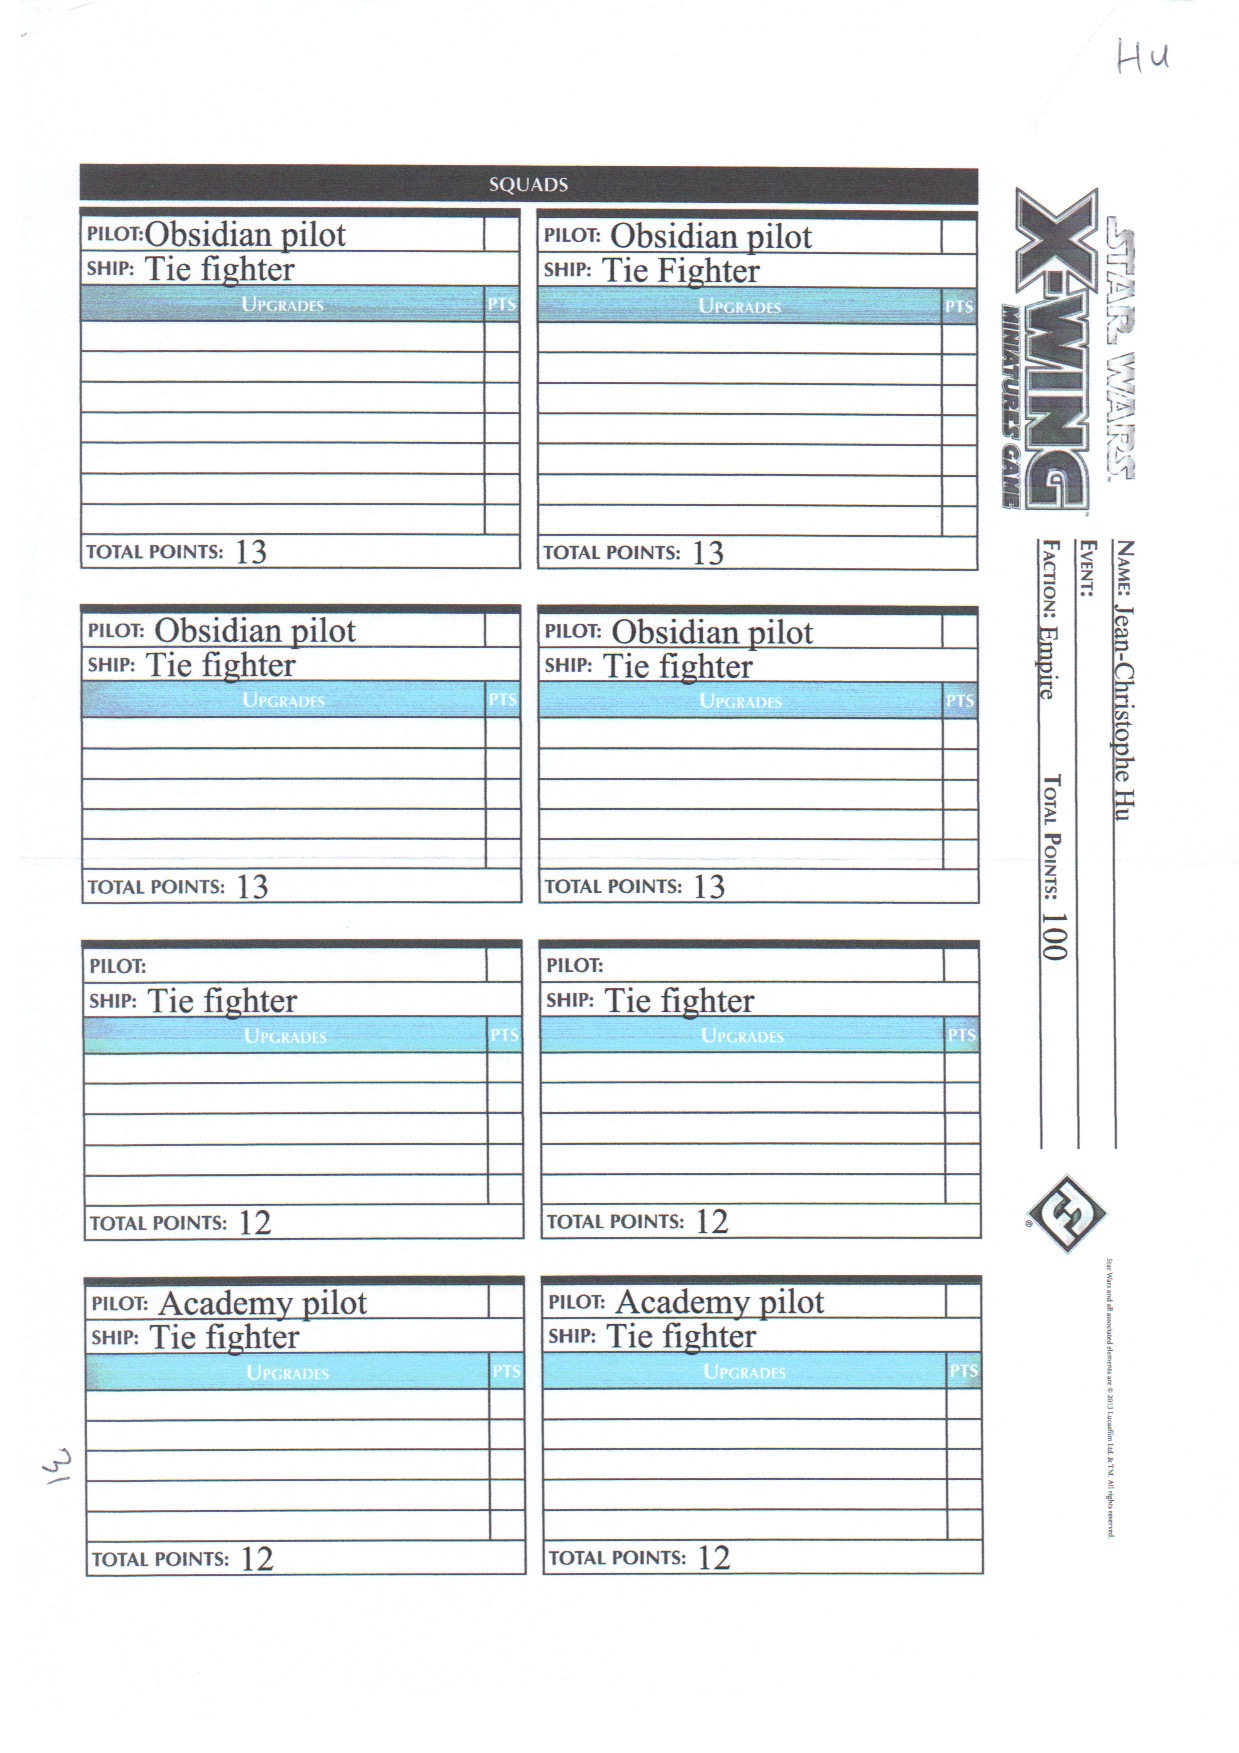 Hu
SQUADS
PILOT: Obsidian pilot
SHIP: Tie fighter
UPGRADES PTS
TOTAL POINTS: 13
PILOT: Obsidian pilot
SHIP: Tie Fighter
UPGRADES PTS
TOTAL POINTS: 13
PILOT: Obsidian pilot
SHIP: Tie fighter
UPGRADES PTS
TOTAL POINTS: 13
PILOT: Obsidian pilot
SHIP: Tie fighter
UPGRADES PTS
TOTAL POINTS: 13
PILOT:
SHIP: Tie fighter
UPGRADES PTS
TOTAL POINTS: 12
PILOT:
SHIP: Tie fighter
UPGRADES PTS
TOTAL POINTS: 12
PILOT: Academy pilot
SHIP: Tie fighter
UPGRADES PTS
TOTAL POINTS: 12
PILOT: Academy pilot
SHIP: Tie fighter
UPGRADES PTS
TOTAL POINTS: 12
STAR WARS™
X-WING™
MINIATURES GAME
NAME: Jean-Christophe Hu
EVENT:
FACTION: Empire TOTAL POINTS: 100
®
Star Wars and all associated elements are © 2013 Lucasfilm Ltd. & TM. All rights reserved.